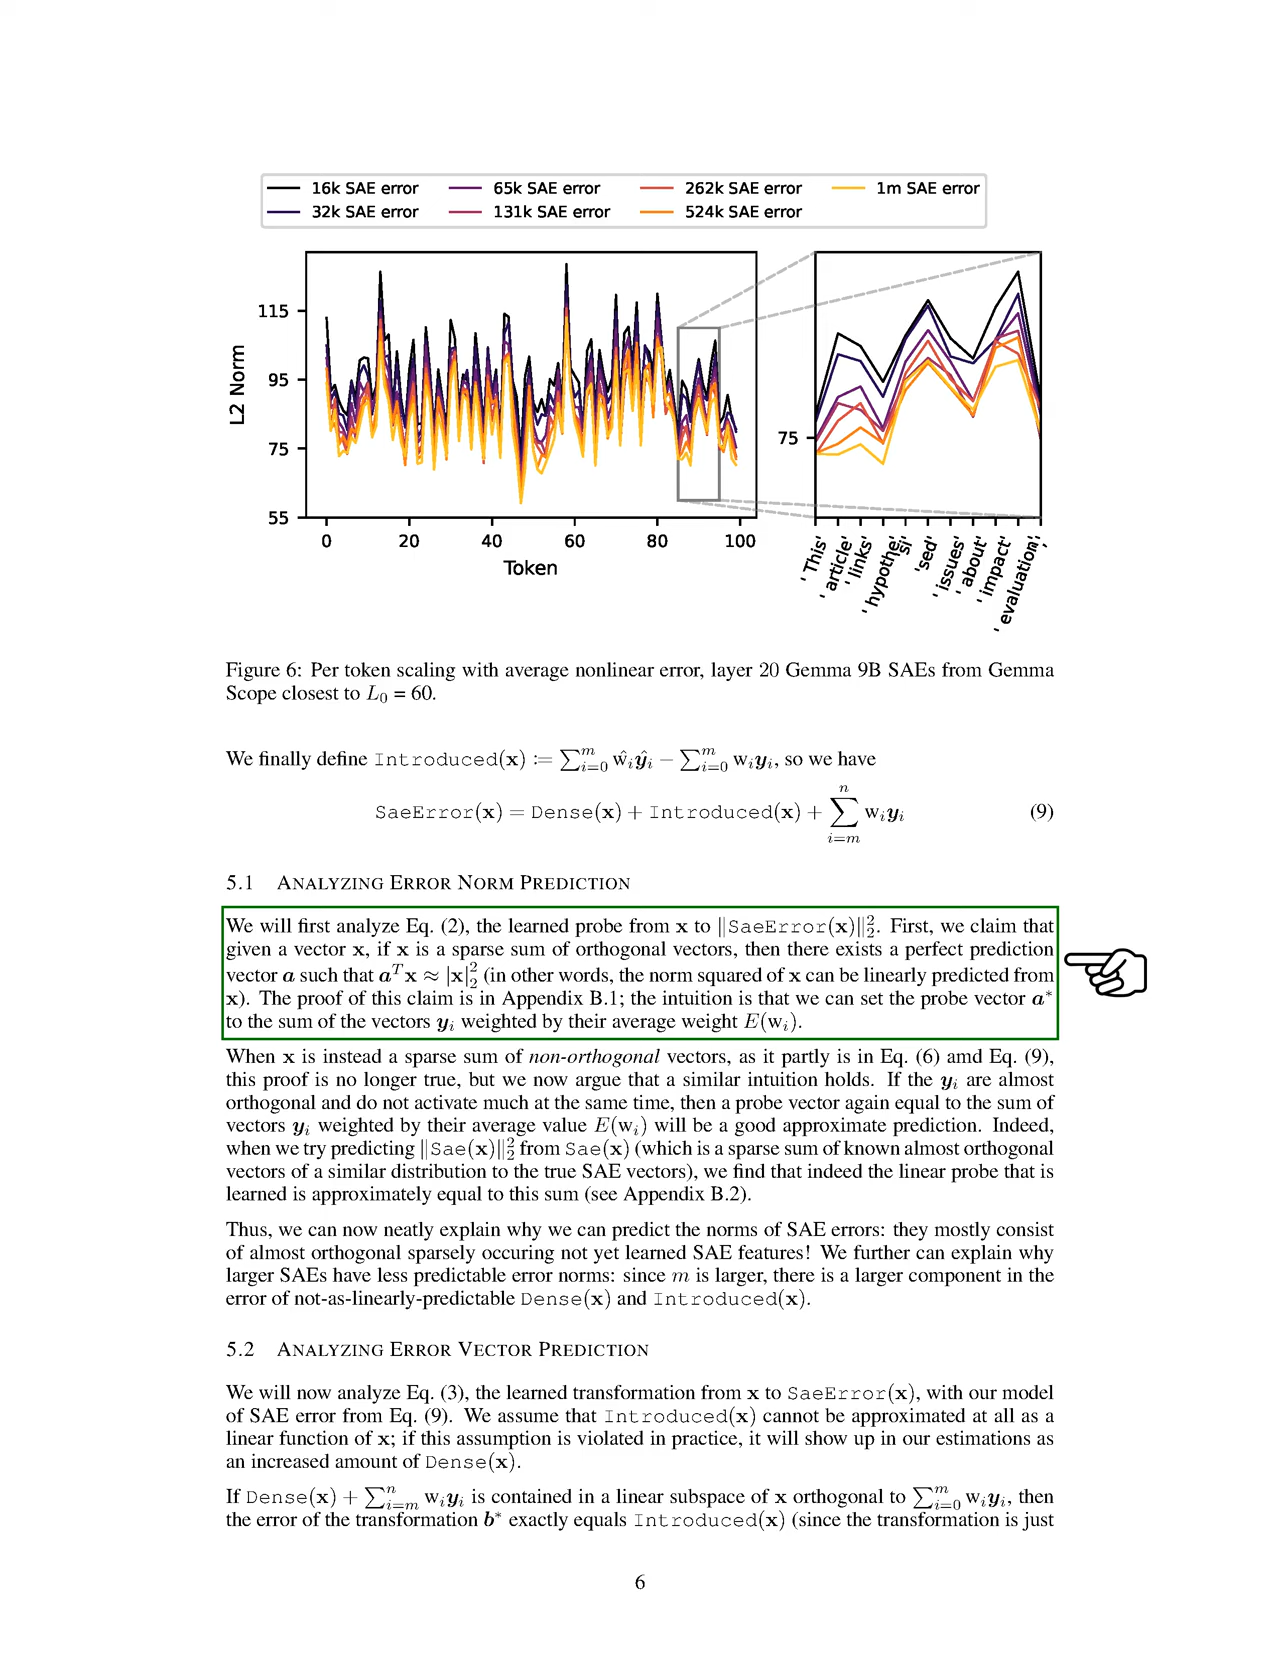 16k SAE error 65k SAE error 262k SAE error 1m SAE error
32k SAE error 131k SAE error 524k SAE error
L2 Norm
115
95
75
55
0 20 40 60 80 100
Token
75
' This'
' article'
' links'
' hypothe'
'si'
'sed'
' issues'
' about'
' impact'
' evaluation'
Figure 6: Per token scaling with average nonlinear error, layer 20 Gemma 9B SAEs from Gemma
Scope closest to L₀ = 60.
We finally define Introduced(x) := ∑_{i=0}^{m} ŵᵢŷᵢ − ∑_{i=0}^{m} wᵢyᵢ, so we have
SaeError(x) = Dense(x) + Introduced(x) + ∑_{i=m}^{n} wᵢyᵢ (9)
5.1 ANALYZING ERROR NORM PREDICTION
We will first analyze Eq. (2), the learned probe from x to ‖SaeError(x)‖₂². First, we claim that
given a vector x, if x is a sparse sum of orthogonal vectors, then there exists a perfect prediction
vector a such that aᵀx ≈ |x|₂² (in other words, the norm squared of x can be linearly predicted from
x). The proof of this claim is in Appendix B.1; the intuition is that we can set the probe vector a*
to the sum of the vectors yᵢ weighted by their average weight E(wᵢ).
When x is instead a sparse sum of non-orthogonal vectors, as it partly is in Eq. (6) amd Eq. (9),
this proof is no longer true, but we now argue that a similar intuition holds. If the yᵢ are almost
orthogonal and do not activate much at the same time, then a probe vector again equal to the sum of
vectors yᵢ weighted by their average value E(wᵢ) will be a good approximate prediction. Indeed,
when we try predicting ‖Sae(x)‖₂² from Sae(x) (which is a sparse sum of known almost orthogonal
vectors of a similar distribution to the true SAE vectors), we find that indeed the linear probe that is
learned is approximately equal to this sum (see Appendix B.2).
Thus, we can now neatly explain why we can predict the norms of SAE errors: they mostly consist
of almost orthogonal sparsely occuring not yet learned SAE features! We further can explain why
larger SAEs have less predictable error norms: since m is larger, there is a larger component in the
error of not-as-linearly-predictable Dense(x) and Introduced(x).
5.2 ANALYZING ERROR VECTOR PREDICTION
We will now analyze Eq. (3), the learned transformation from x to SaeError(x), with our model
of SAE error from Eq. (9). We assume that Introduced(x) cannot be approximated at all as a
linear function of x; if this assumption is violated in practice, it will show up in our estimations as
an increased amount of Dense(x).
If Dense(x) + ∑_{i=m}^{n} wᵢyᵢ is contained in a linear subspace of x orthogonal to ∑_{i=0}^{m} wᵢyᵢ, then
the error of the transformation b* exactly equals Introduced(x) (since the transformation is just
6